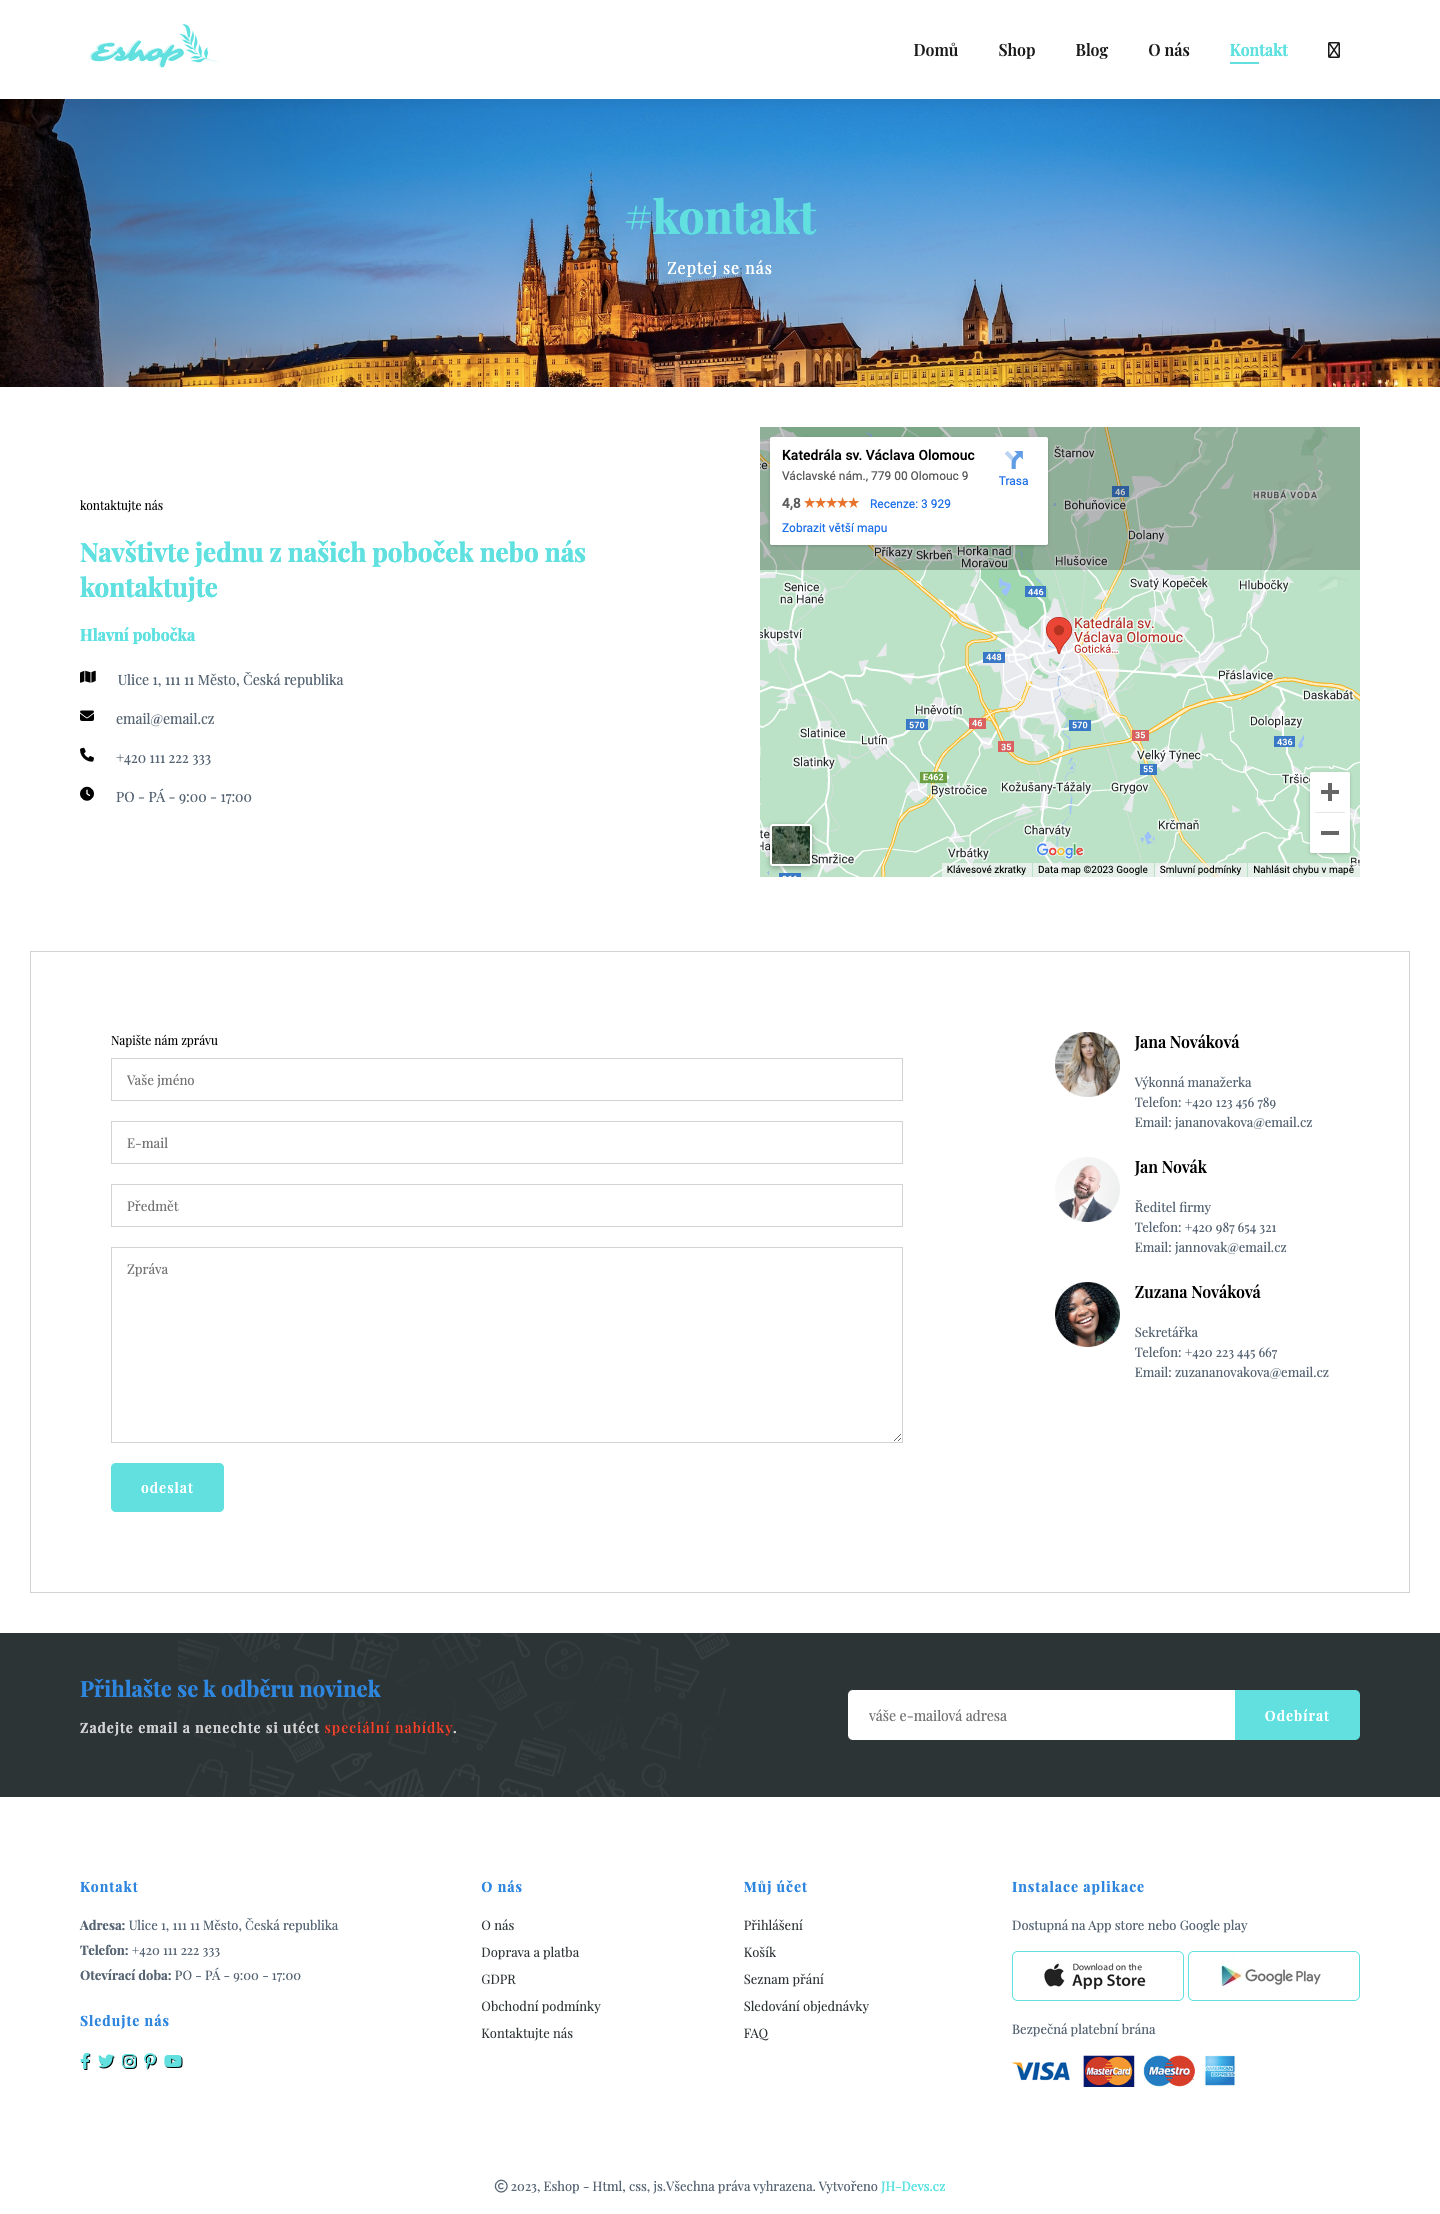 Eshop
Domů
Shop
Blog
O nás
Kontakt
#kontakt
Zeptej se nás
kontaktujte nás
Navštivte jednu z našich poboček nebo nás
kontaktujte
Hlavní pobočka
Ulice 1, 111 11 Město, Česká republika
email@email.cz
+420 111 222 333
PO - PÁ - 9:00 - 17:00
Katedrála sv. Václava Olomouc
Václavské nám., 779 00 Olomouc 9
4,8
Recenze: 3 929
Zobrazit větší mapu
Trasa
Štarnov
46
Bohuňovice
HRUBÁ VODA
Dolany
Příkazy
Skrbeň
Horka nad
Moravou
Hlušovice
Senice
na Hané
446
Svatý Kopeček
Hlubočky
skupství
Katedrála sv.
Václava Olomouc
Gotická...
448
Přáslavice
Daskabát
Hněvotín
570
46
570
Doloplazy
Slatinice
Lutín
35
35
436
Slatinky
Velký Týnec
55
E462
Bystročice
Kožušany-Tážaly
Grygov
Tršice
Charváty
Krčmaň
Smržice
Vrbátky
Google
Klávesové zkratky
Data map ©2023 Google
Smluvní podmínky
Nahlásit chybu v mapě
Napište nám zprávu
Vaše jméno
E-mail
Předmět
Zpráva
odeslat
Jana Nováková
Výkonná manažerka
Telefon: +420 123 456 789
Email: jananovakova@email.cz
Jan Novák
Ředitel firmy
Telefon: +420 987 654 321
Email: jannovak@email.cz
Zuzana Nováková
Sekretářka
Telefon: +420 223 445 667
Email: zuzananovakova@email.cz
Přihlašte se k odběru novinek
Zadejte email a nenechte si utéct speciální nabídky.
váše e-mailová adresa
Odebírat
Kontakt
Adresa: Ulice 1, 111 11 Město, Česká republika
Telefon: +420 111 222 333
Otevírací doba: PO - PÁ - 9:00 - 17:00
Sledujte nás
O nás
O nás
Doprava a platba
GDPR
Obchodní podmínky
Kontaktujte nás
Můj účet
Přihlášení
Košík
Seznam přání
Sledování objednávky
FAQ
Instalace aplikace
Dostupná na App store nebo Google play
Download on the
App Store
Google Play
Bezpečná platební brána
VISA
MasterCard
Maestro
AMERICAN
EXPRESS
© 2023, Eshop - Html, css, js.Všechna práva vyhrazena. Vytvořeno JH-Devs.cz